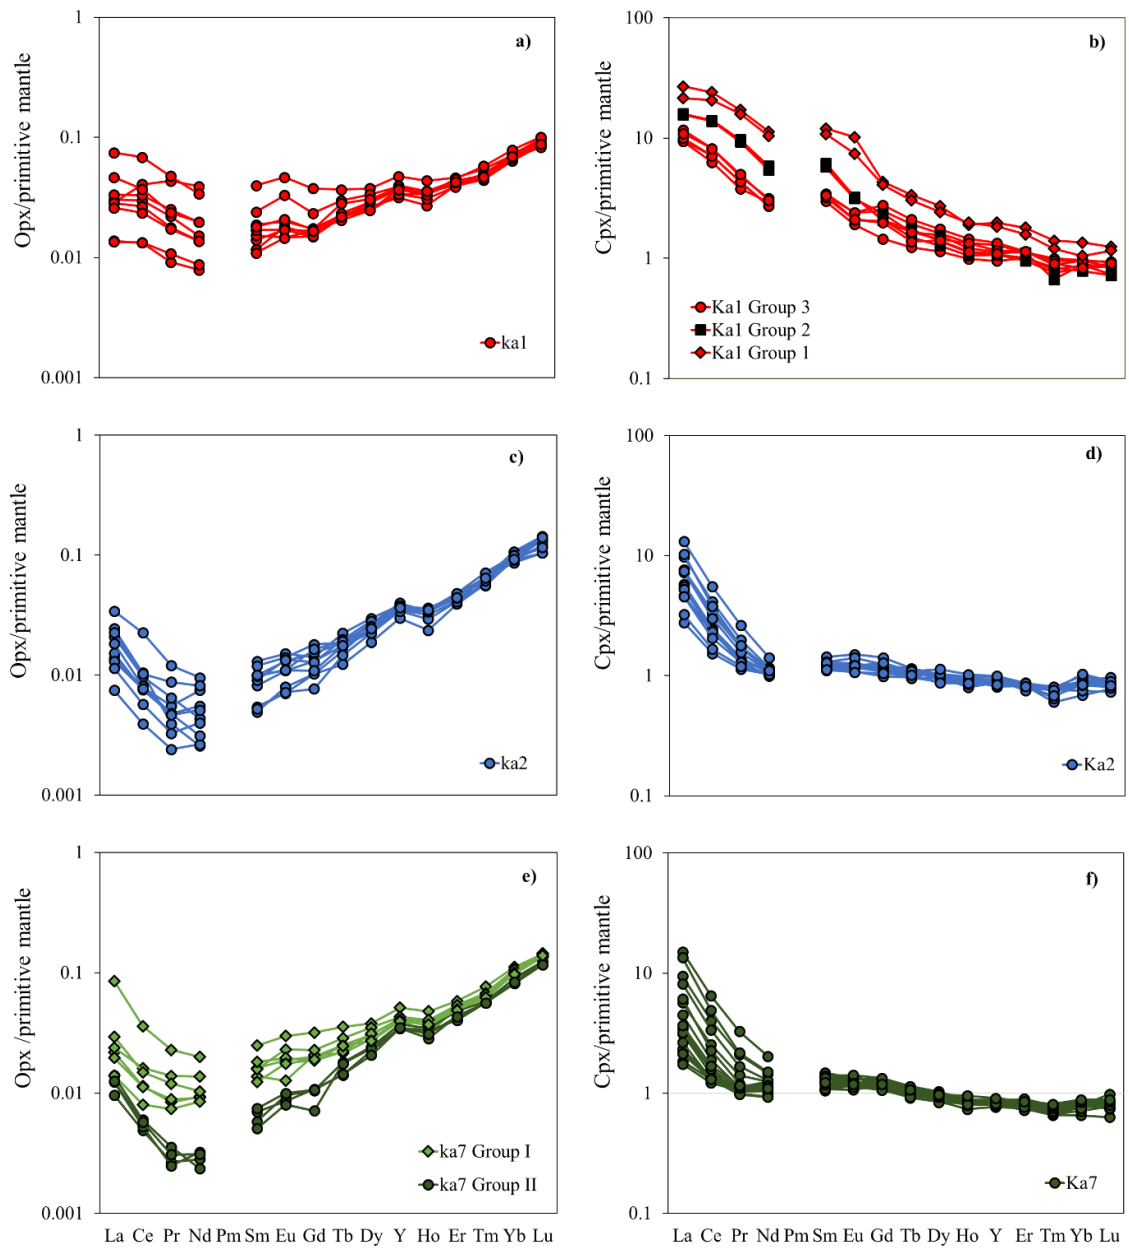 a)
Opx/primitive mantle
1
0.1
0.01
0.001
ka1
b)
Cpx/primitive mantle
100
10
1
0.1
Ka1 Group 3
Ka1 Group 2
Ka1 Group 1
c)
Opx/primitive mantle
1
0.1
0.01
0.001
ka2
d)
Cpx/primitive mantle
100
10
1
0.1
Ka2
e)
Opx /primitive mantle
1
0.1
0.01
0.001
ka7 Group I
ka7 Group II
La Ce Pr Nd Pm Sm Eu Gd Tb Dy Y Ho Er Tm Yb Lu
f)
Cpx/primitive mantle
100
10
1
0.1
Ka7
La Ce Pr Nd Pm Sm Eu Gd Tb Dy Ho Y Er Tm Yb Lu